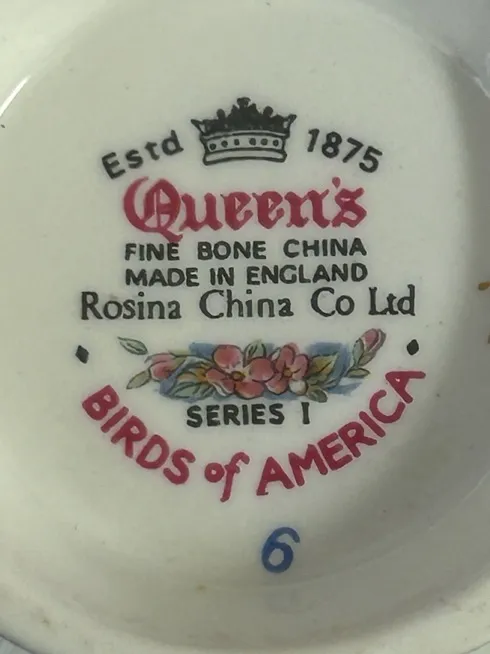 Estd 1875
Queen's
FINE BONE CHINA
MADE IN ENGLAND
Rosina China Co Ltd
SERIES I
BIRDS of AMERICA
6